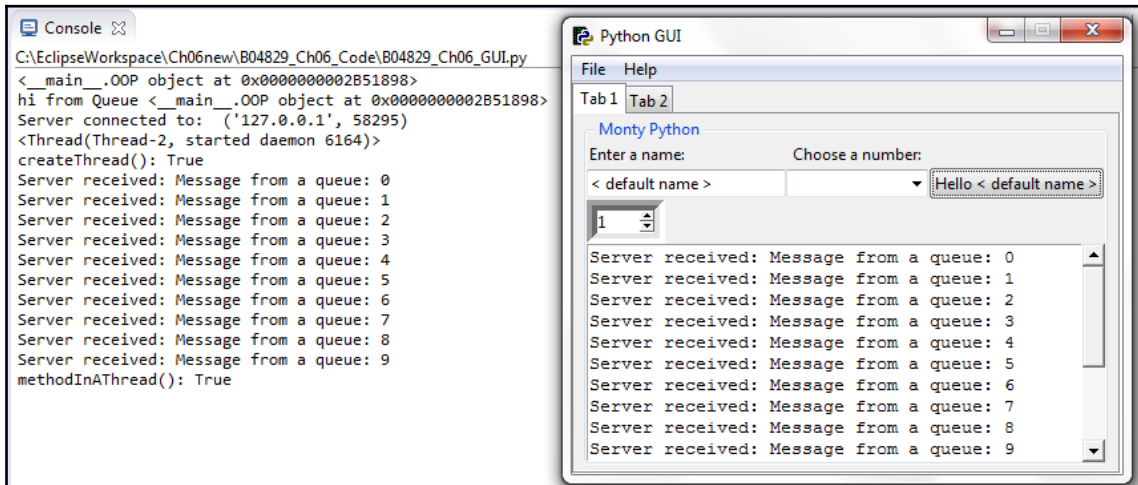 Console
C:\EclipseWorkspace\Ch06new\B04829_Ch06_Code\B04829_Ch06_GUI.py
<__main__.OOP object at 0x0000000002B51898>
hi from Queue <__main__.OOP object at 0x0000000002B51898>
Server connected to:  ('127.0.0.1', 58295)
<Thread(Thread-2, started daemon 6164)>
createThread(): True
Server received: Message from a queue: 0
Server received: Message from a queue: 1
Server received: Message from a queue: 2
Server received: Message from a queue: 3
Server received: Message from a queue: 4
Server received: Message from a queue: 5
Server received: Message from a queue: 6
Server received: Message from a queue: 7
Server received: Message from a queue: 8
Server received: Message from a queue: 9
methodInAThread(): True
Python GUI
File Help
Tab 1 Tab 2
Monty Python
Enter a name: Choose a number:
< default name > Hello < default name >
1
Server received: Message from a queue: 0
Server received: Message from a queue: 1
Server received: Message from a queue: 2
Server received: Message from a queue: 3
Server received: Message from a queue: 4
Server received: Message from a queue: 5
Server received: Message from a queue: 6
Server received: Message from a queue: 7
Server received: Message from a queue: 8
Server received: Message from a queue: 9